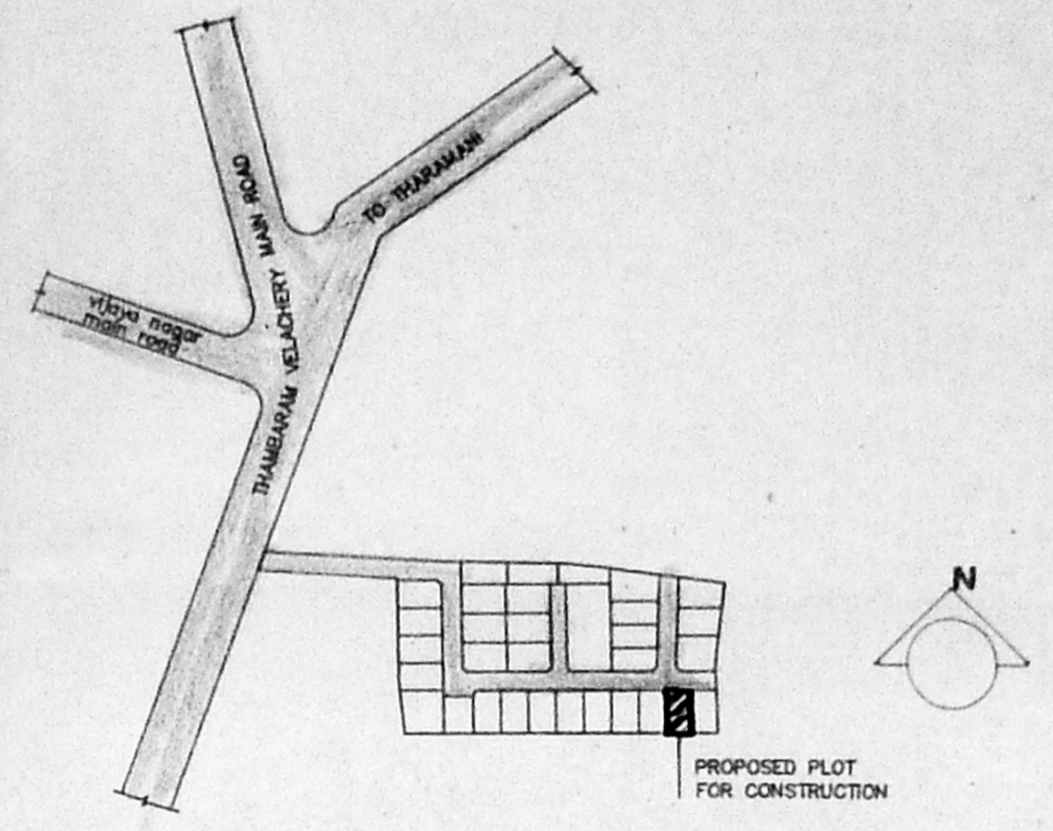 THAMBARAM VELACHERY MAIN ROAD
TO THARAMANI
vijaya nagar
main road
N
PROPOSED PLOT
FOR CONSTRUCTION